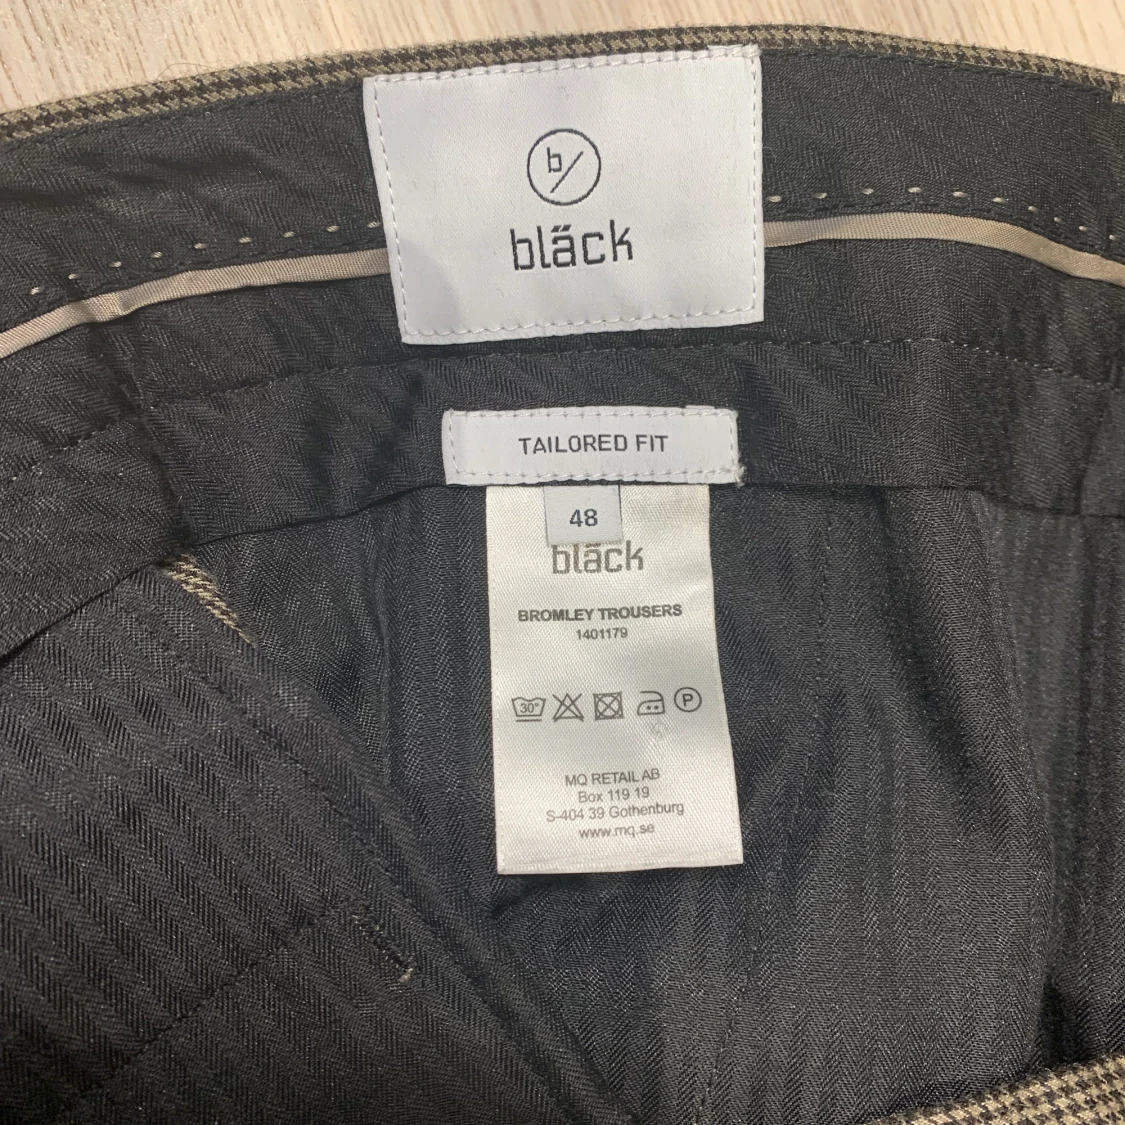 b/
bläck
TAILORED FIT
48
bläck
BROMLEY TROUSERS
1401179
30°
P
MQ RETAIL AB
Box 119 19
S-404 39 Gothenburg
www.mq.se